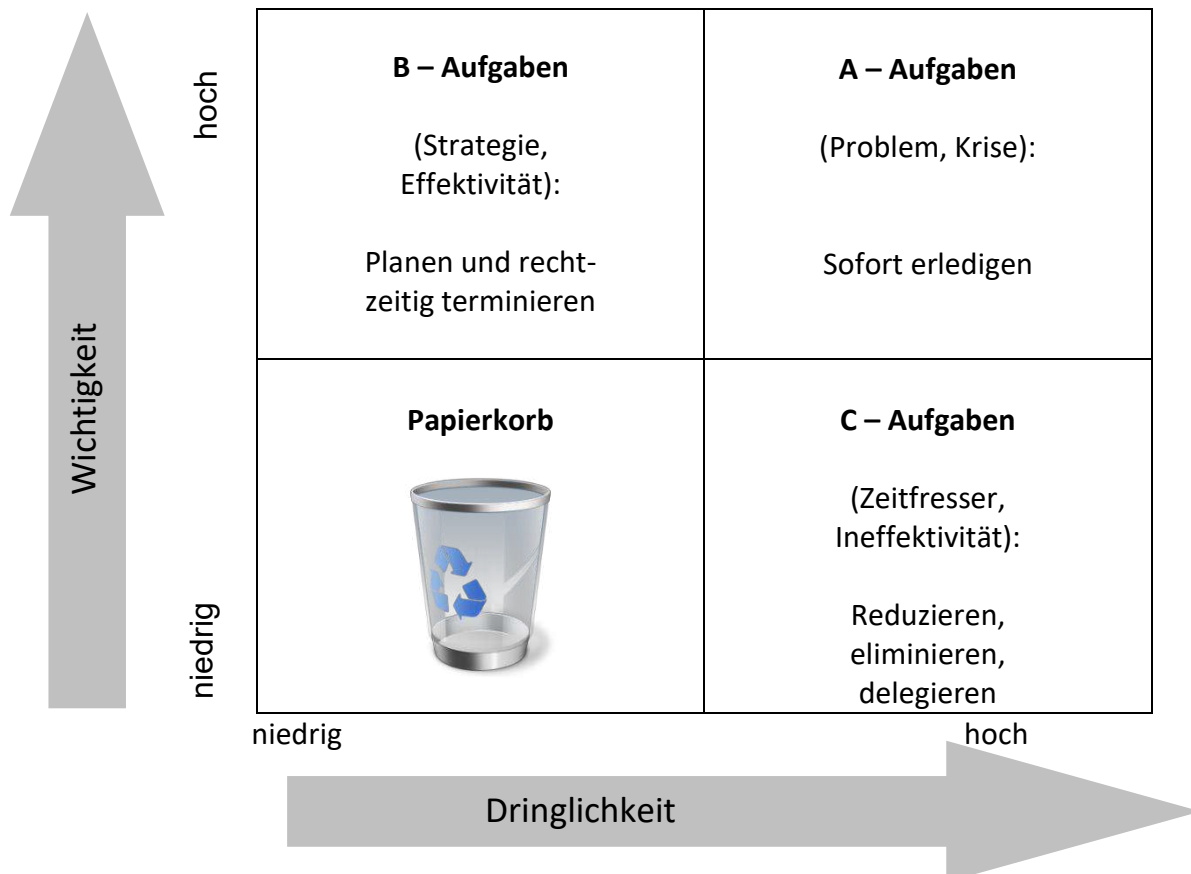 hoch
B – Aufgaben
(Strategie,
Effektivität):
Planen und recht-
zeitig terminieren
A – Aufgaben
(Problem, Krise):
Sofort erledigen
Wichtigkeit
niedrig
Papierkorb
C – Aufgaben
(Zeitfresser,
Ineffektivität):
Reduzieren,
eliminieren,
delegieren
niedrig
hoch
Dringlichkeit